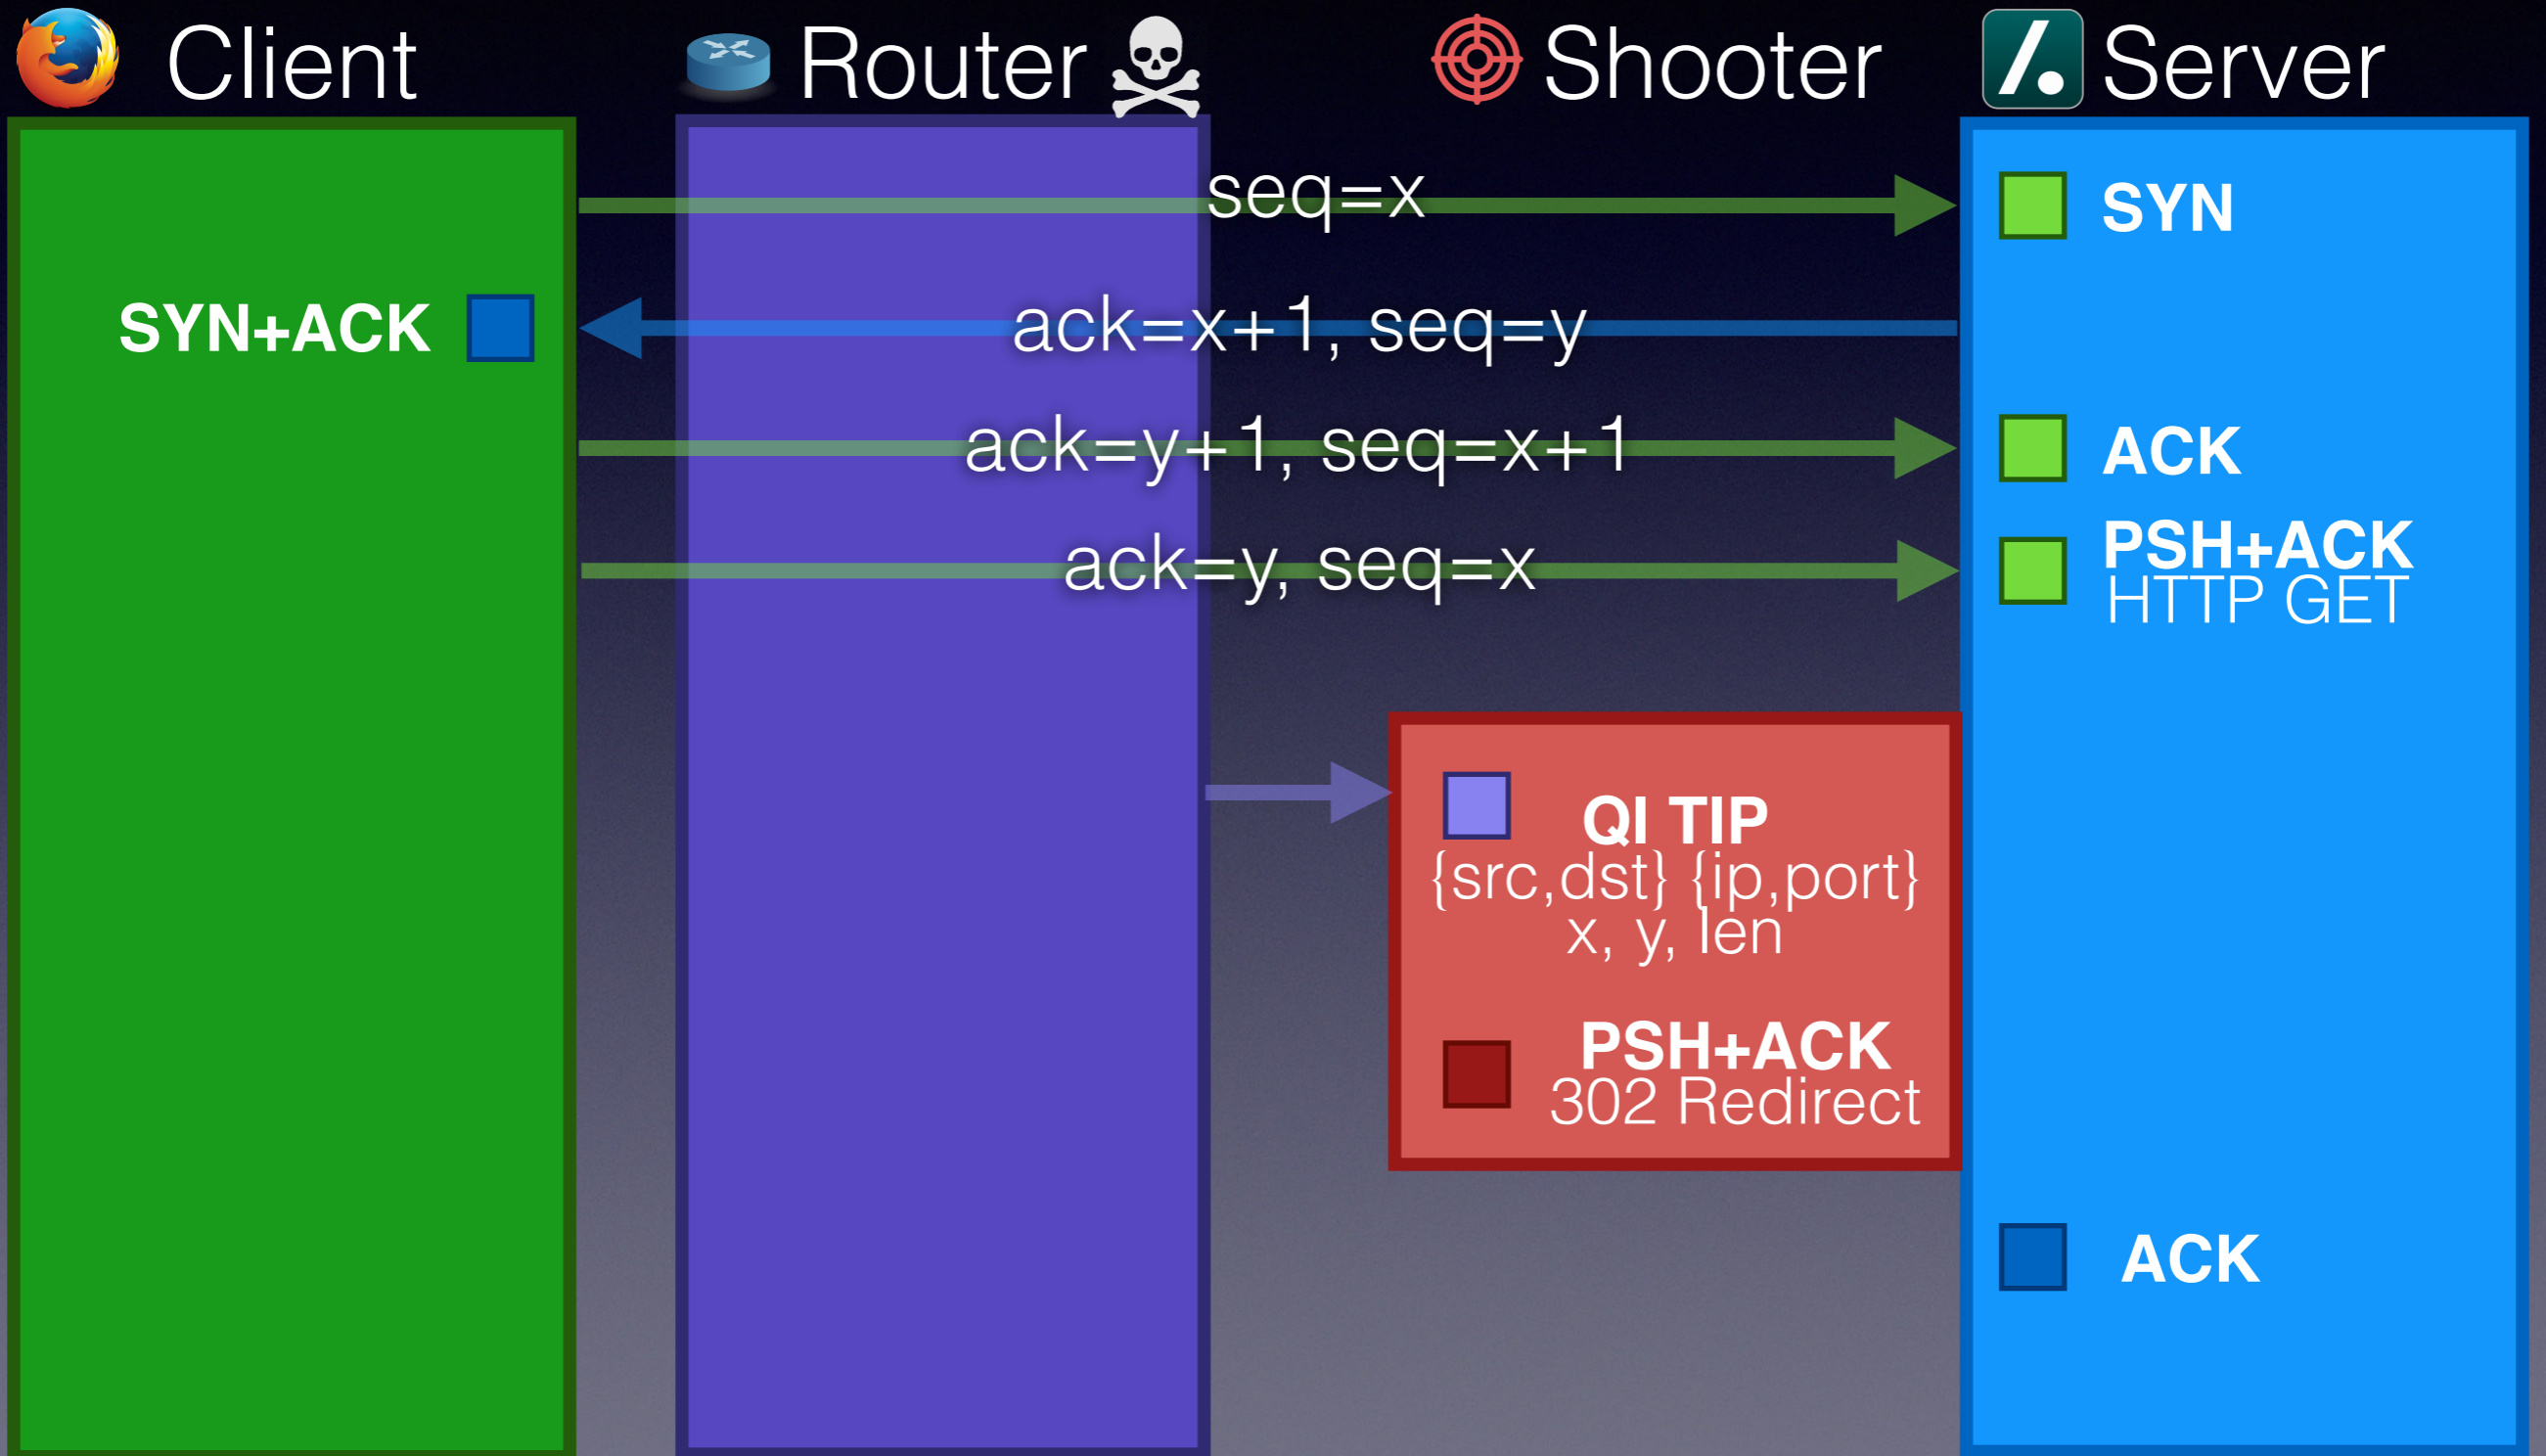 Client
Router
Shooter
Server
seq=x
SYN
SYN+ACK
ack=x+1, seq=y
ack=y+1, seq=x+1
ACK
ack=y, seq=x
PSH+ACK
HTTP GET
QI TIP
{src,dst} {ip,port}
x, y, len
PSH+ACK
302 Redirect
ACK